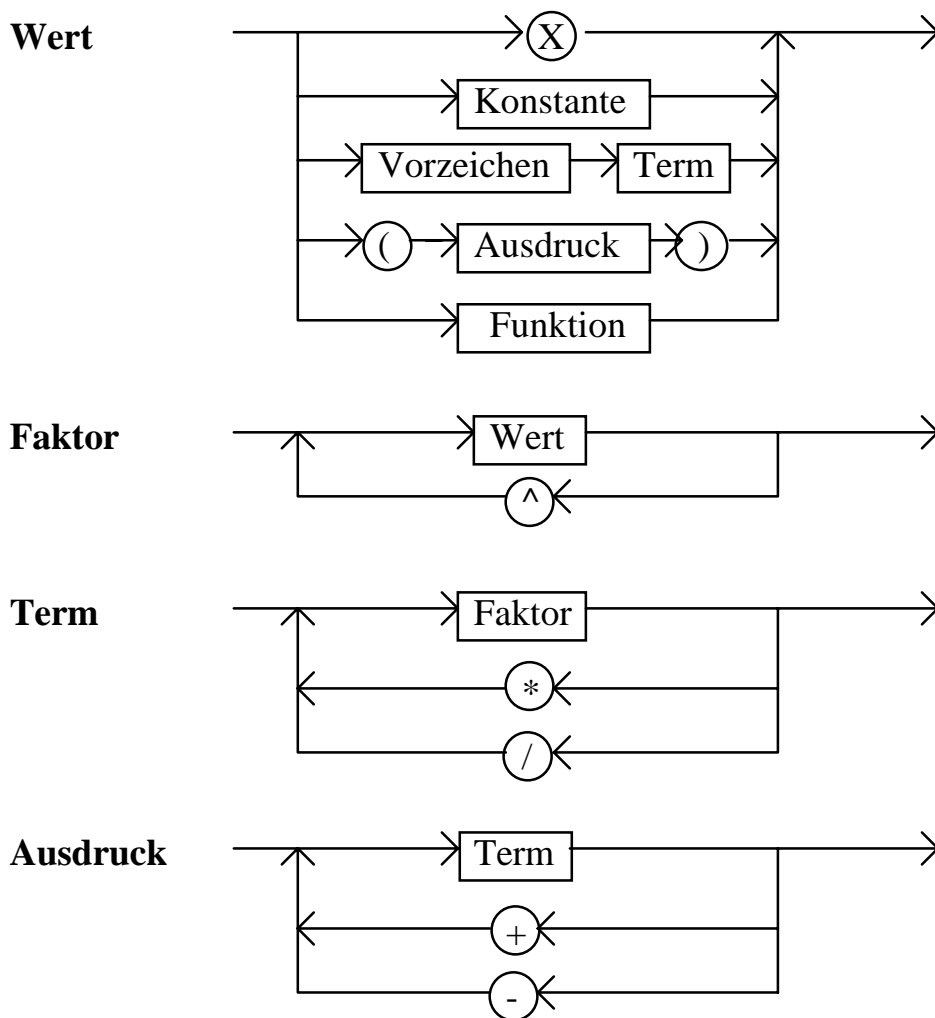 Wert X
Konstante
Vorzeichen Term
( Ausdruck )
Funktion
Faktor Wert
^
Term Faktor
*
/
Ausdruck Term
+
-